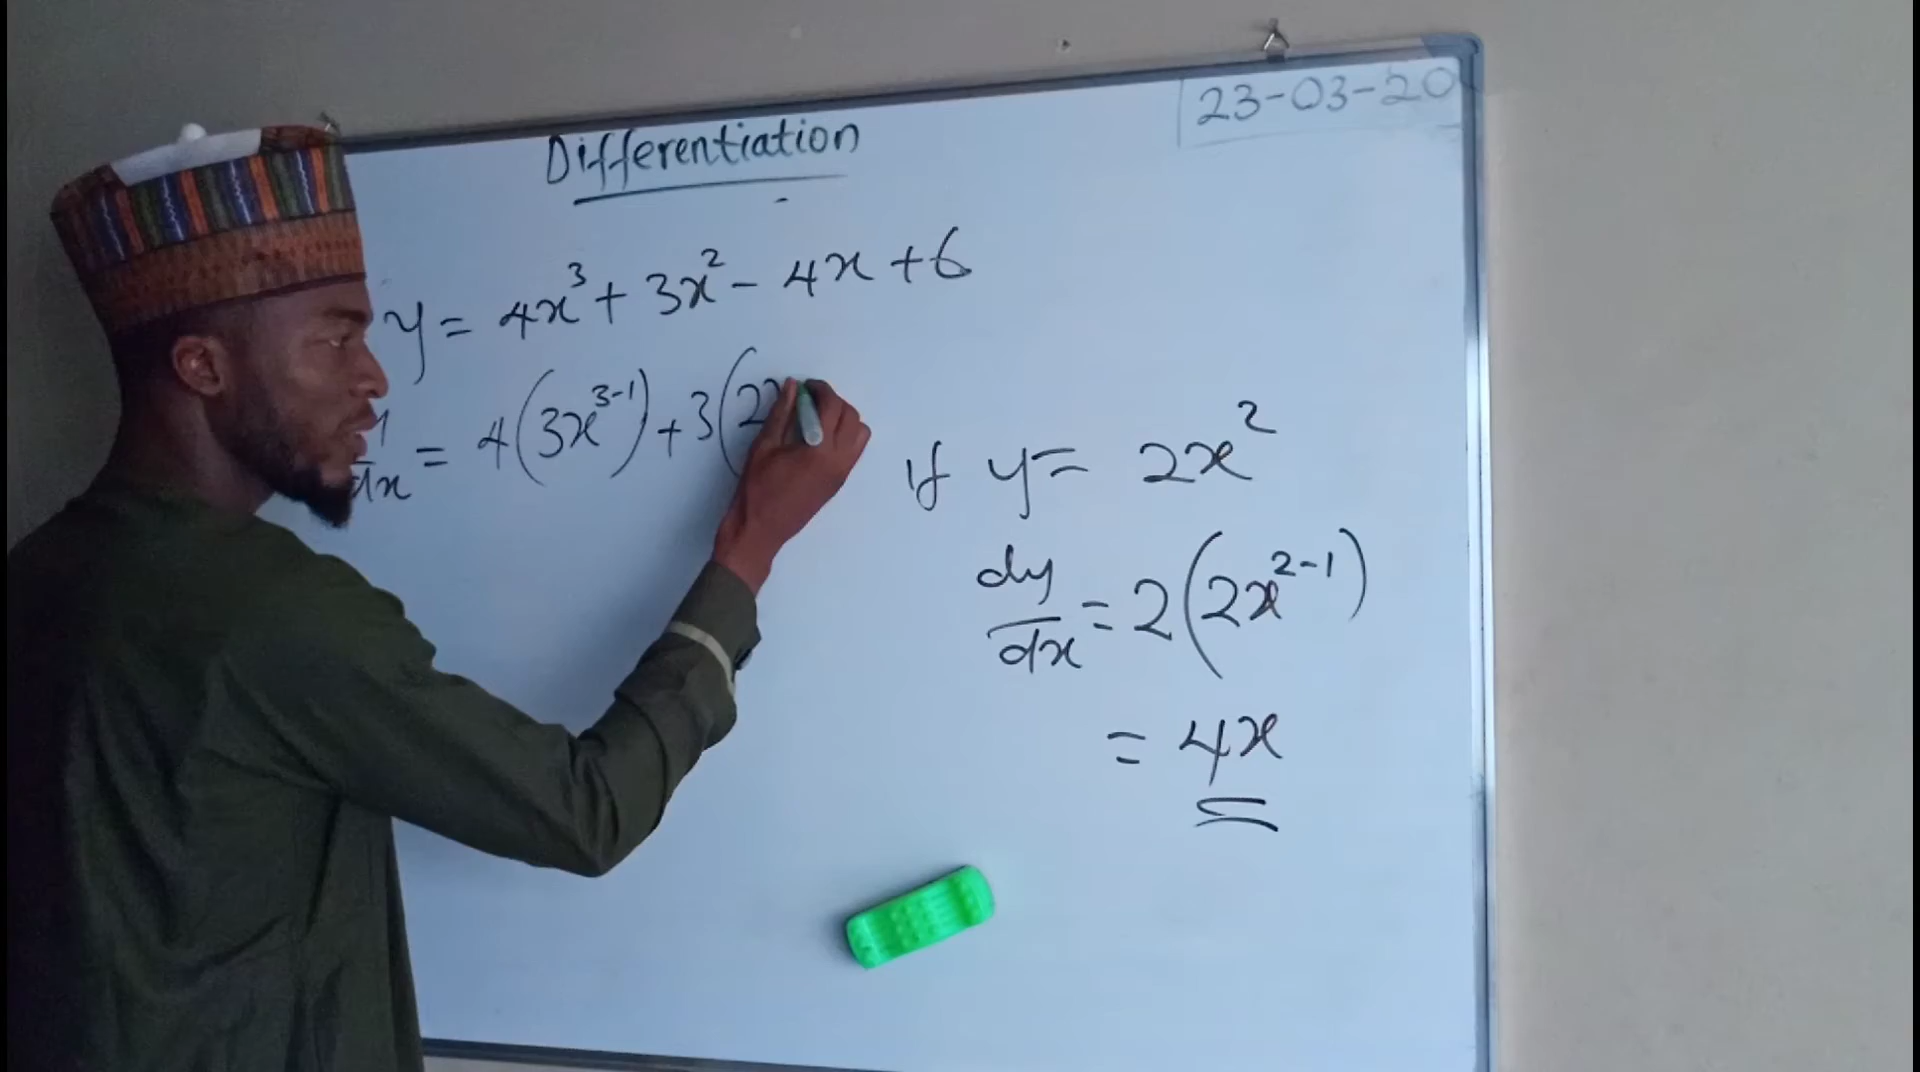 23-03-20
Differentiation
y = 4x³ + 3x² - 4x + 6
dx = 4(3x³⁻¹) + 3(2x
If y = 2x²
dy/dx = 2(2x²⁻¹)
= 4x